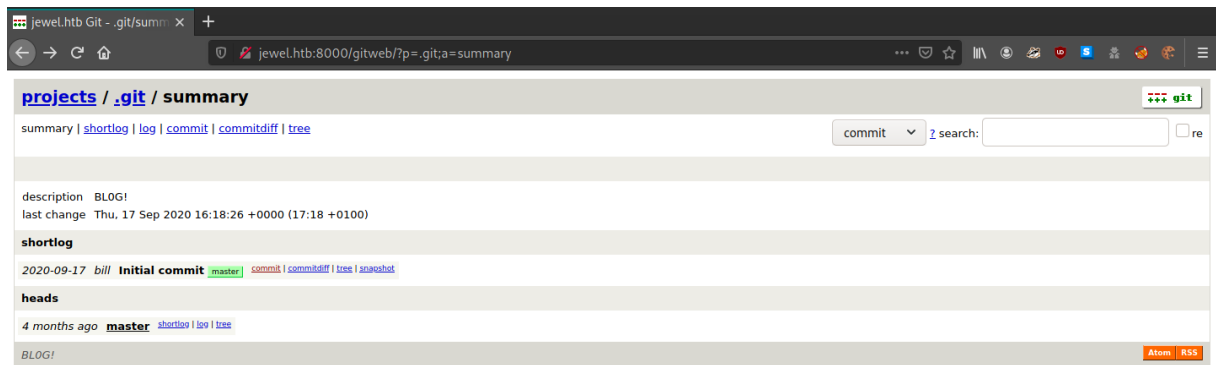 jewel.htb Git - .git/summ
jewel.htb:8000/gitweb/?p=.git;a=summary
projects / .git / summary
git
summary | shortlog | log | commit | commitdiff | tree
commit ? search: re
description BL0G!
last change Thu, 17 Sep 2020 16:18:26 +0000 (17:18 +0100)
shortlog
2020-09-17 bill Initial commit master commit | commitdiff | tree | snapshot
heads
4 months ago master shortlog | log | tree
BL0G!
Atom RSS